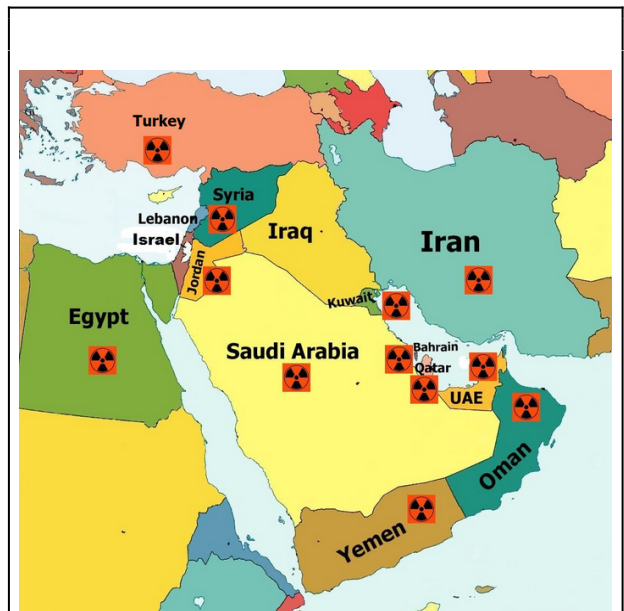 Turkey
Syria
Lebanon
Israel
Iraq
Iran
Jordan
Kuwait
Egypt
Saudi Arabia
Bahrain
Qatar
UAE
Oman
Yemen